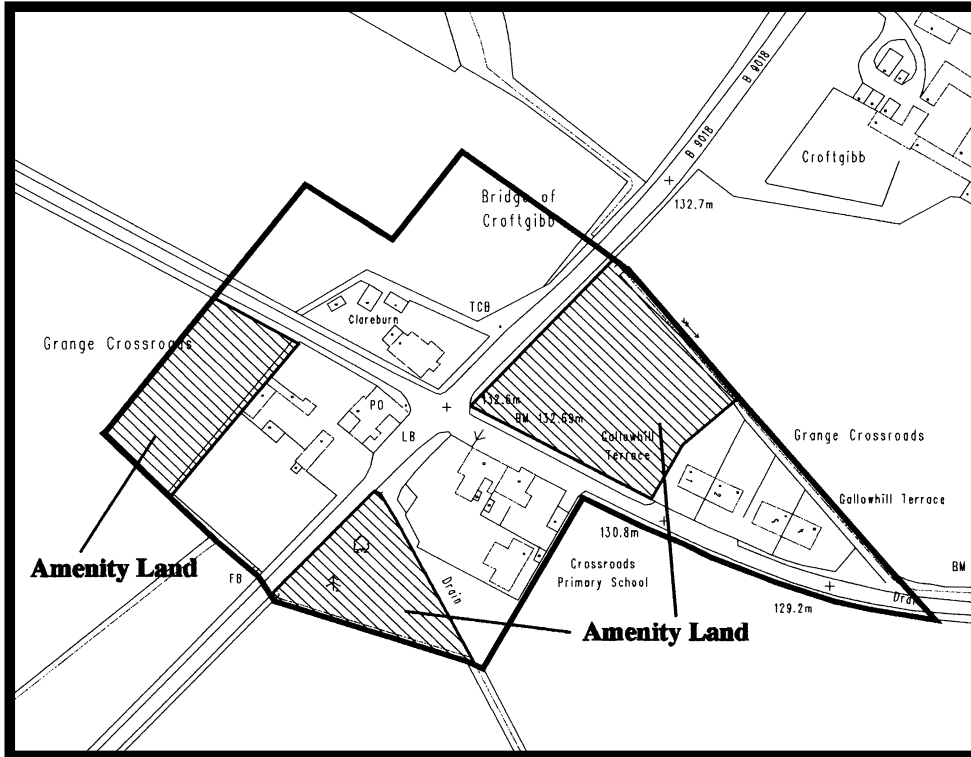 B 9018
B 9018
Croftgibb
132.7m
Bridge of
Croftgibb
TCB
Clareburn
Grange Crossroads
PO
132.6m
BM 132.69m
LB
Gallowhill
Terrace
Grange Crossroads
Gallowhill Terrace
130.8m
Crossroads
Primary School
BM
Drain
129.2m
Amenity Land
FB
Drain
Amenity Land